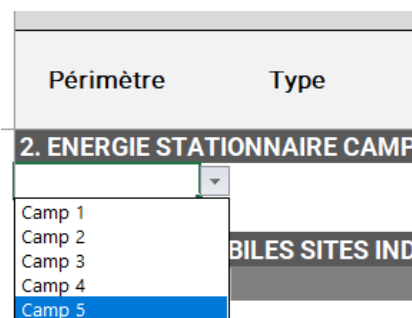 Périmètre Type
2. ENERGIE STATIONNAIRE CAMP
Camp 1
Camp 2
BILES SITES IND
Camp 3
Camp 4
Camp 5